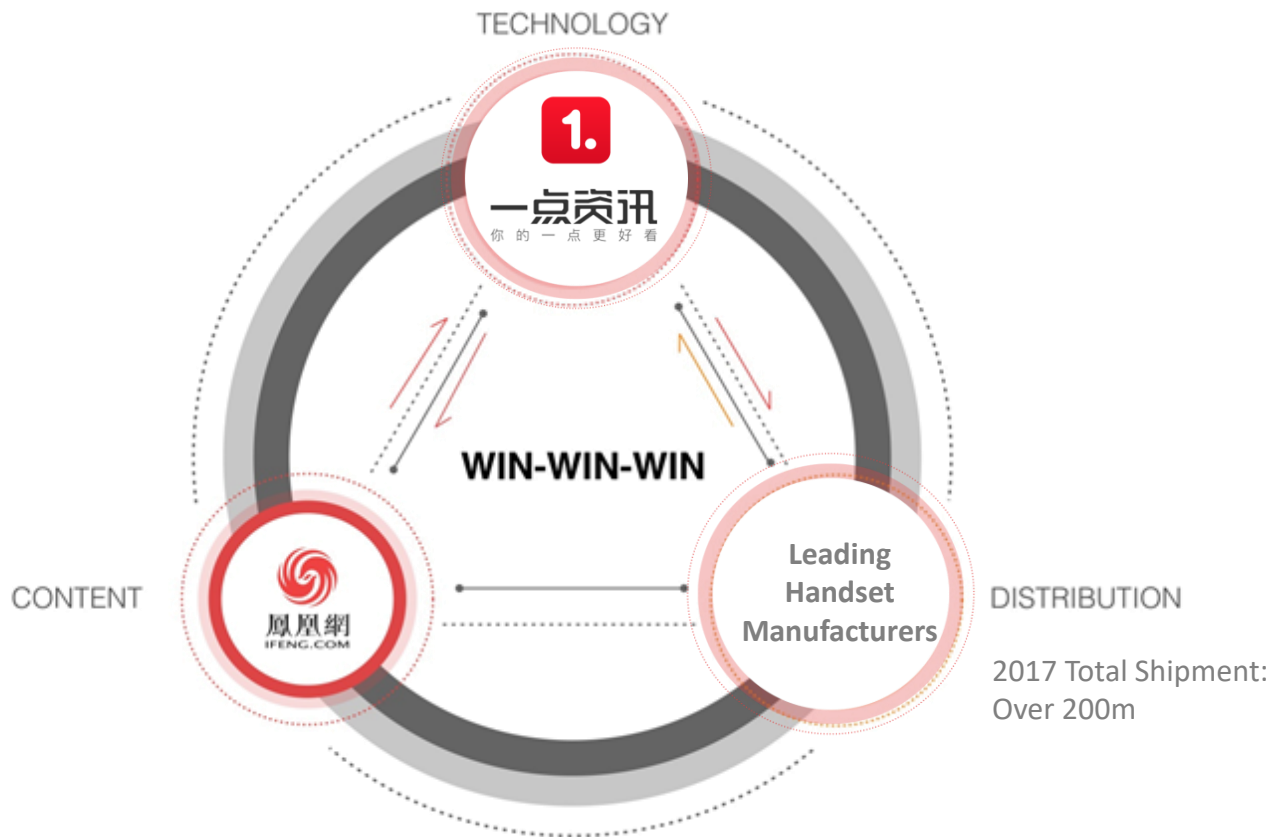 TECHNOLOGY
1.
一点资讯
你的一点更好看
WIN-WIN-WIN
CONTENT
鳳凰網
IFENG.COM
Leading
Handset
Manufacturers
DISTRIBUTION
2017 Total Shipment:
Over 200m